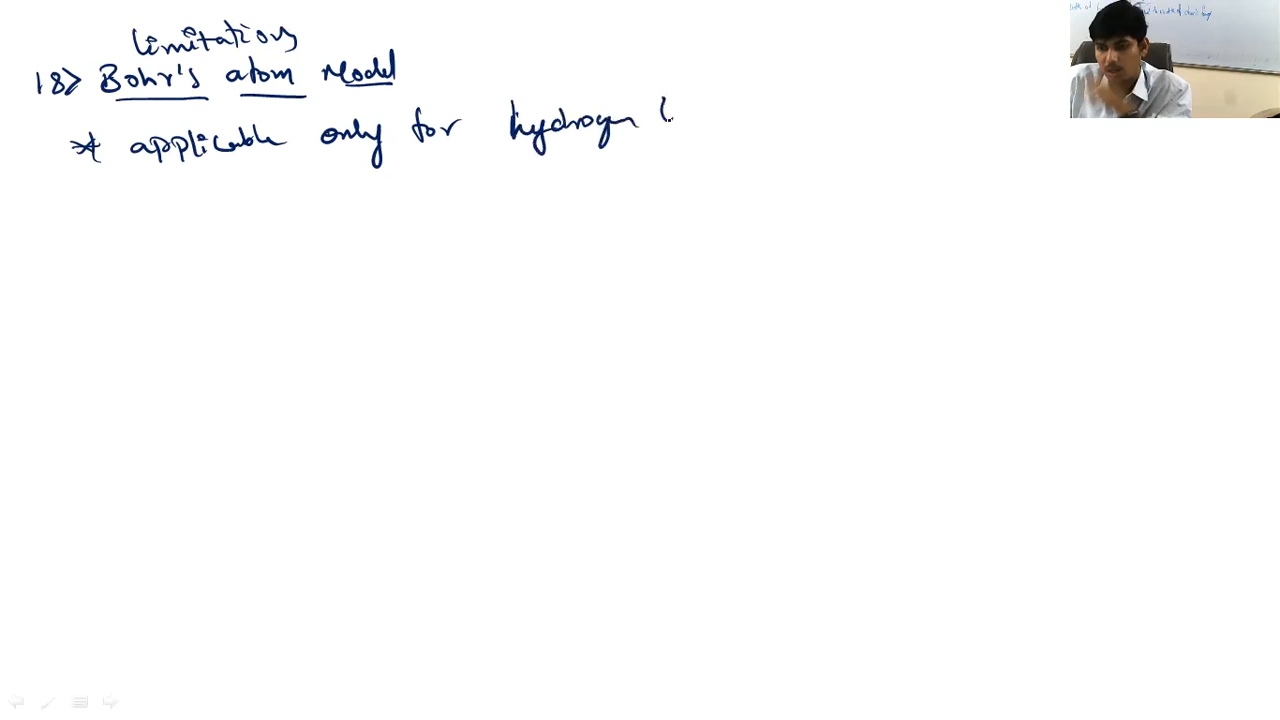 limitations
18> Bohr's atom model
* applicable only for hydrogen (